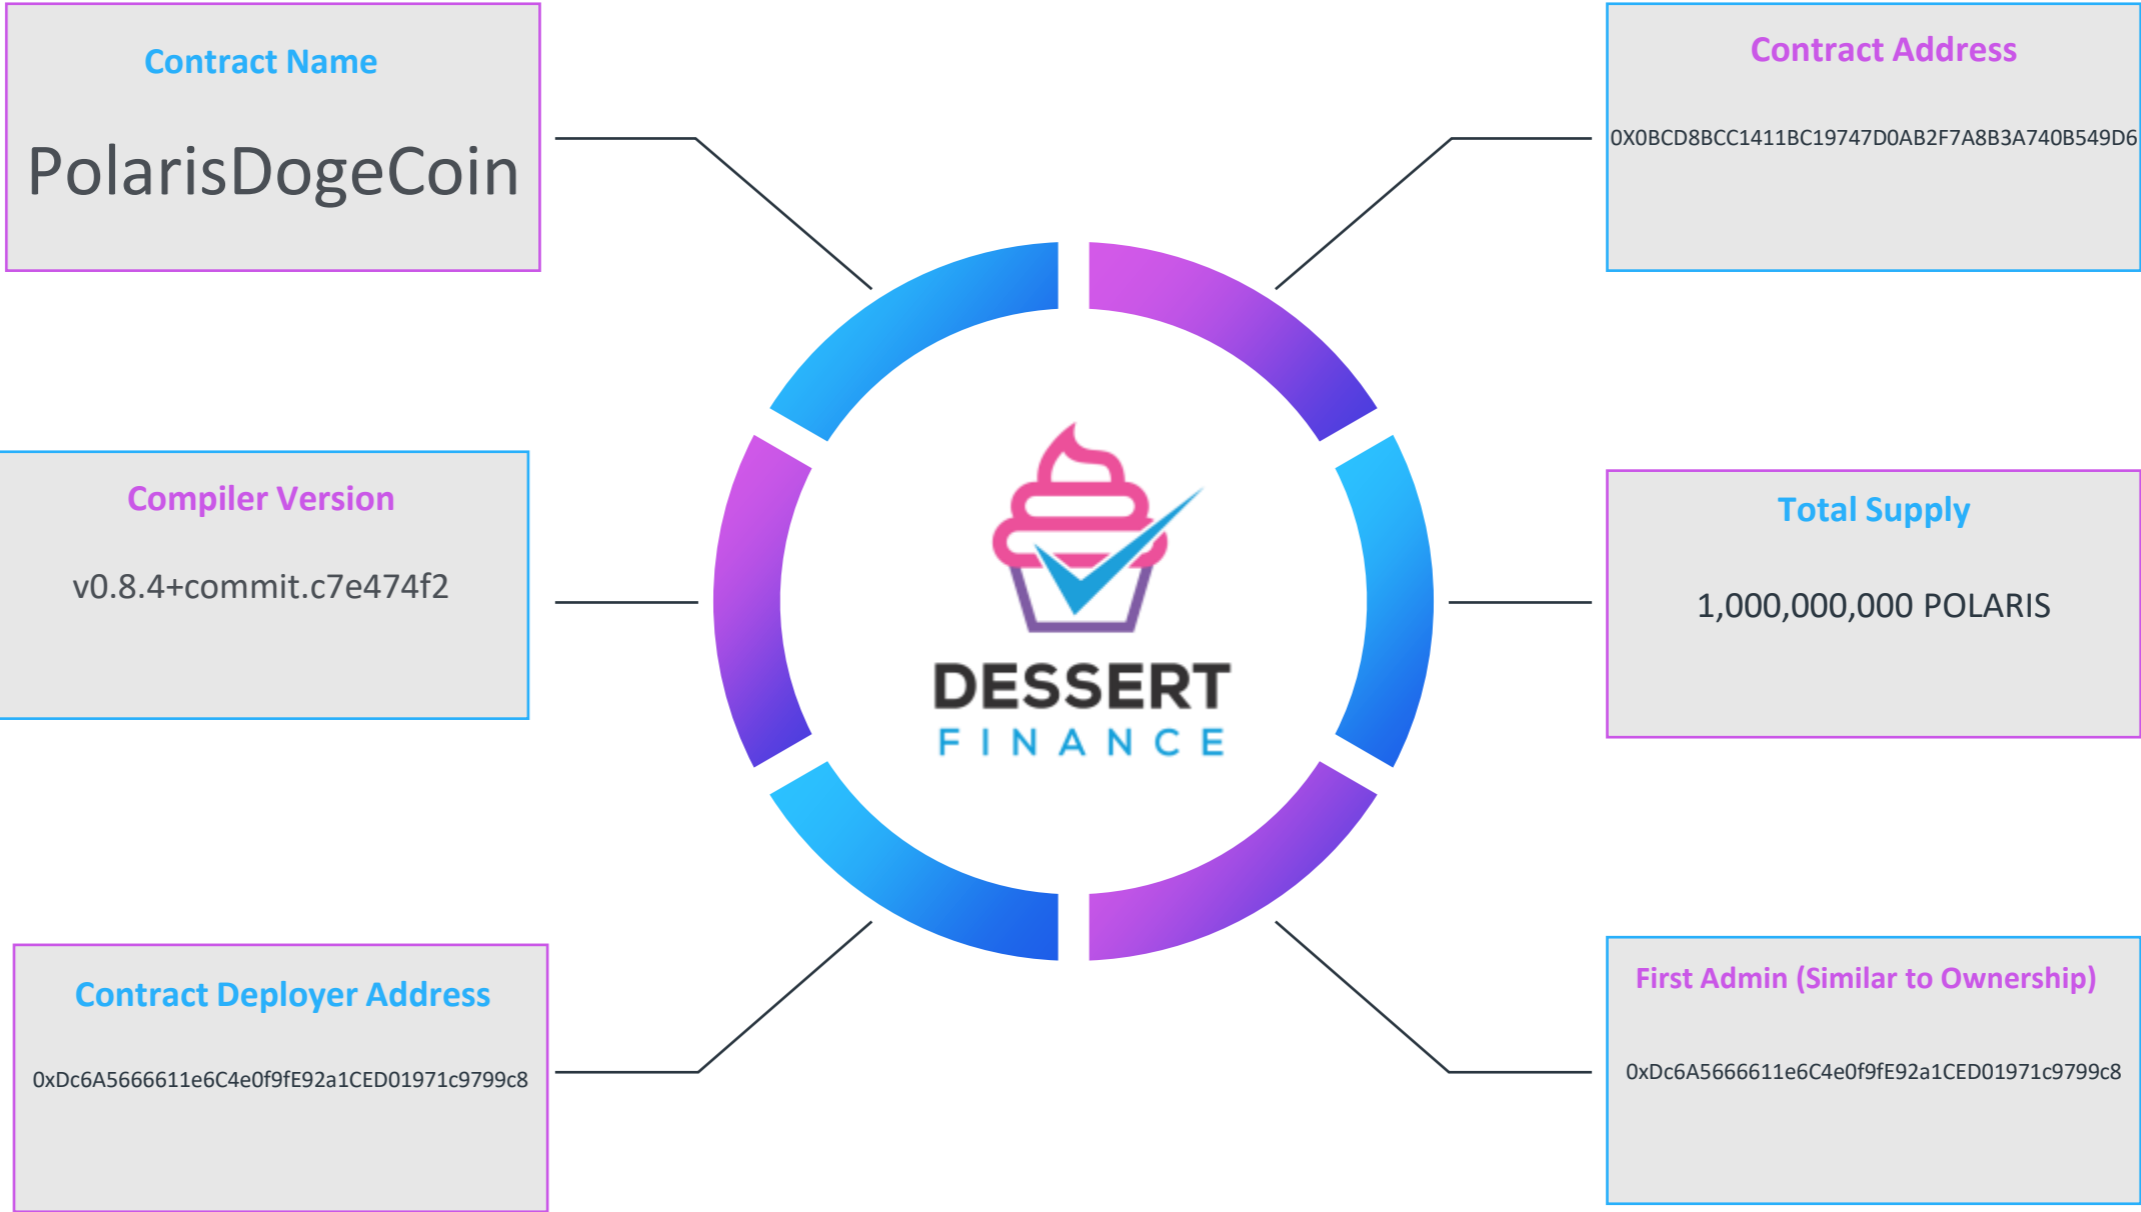 Contract Name
PolarisDogeCoin
Contract Address
0X0BCD8BCC1411BC19747D0AB2F7A8B3A740B549D6
Compiler Version
v0.8.4+commit.c7e474f2
Total Supply
1,000,000,000 POLARIS
DESSERT
FINANCE
Contract Deployer Address
0xDc6A5666611e6C4e0f9fE92a1CED01971c9799c8
First Admin (Similar to Ownership)
0xDc6A5666611e6C4e0f9fE92a1CED01971c9799c8